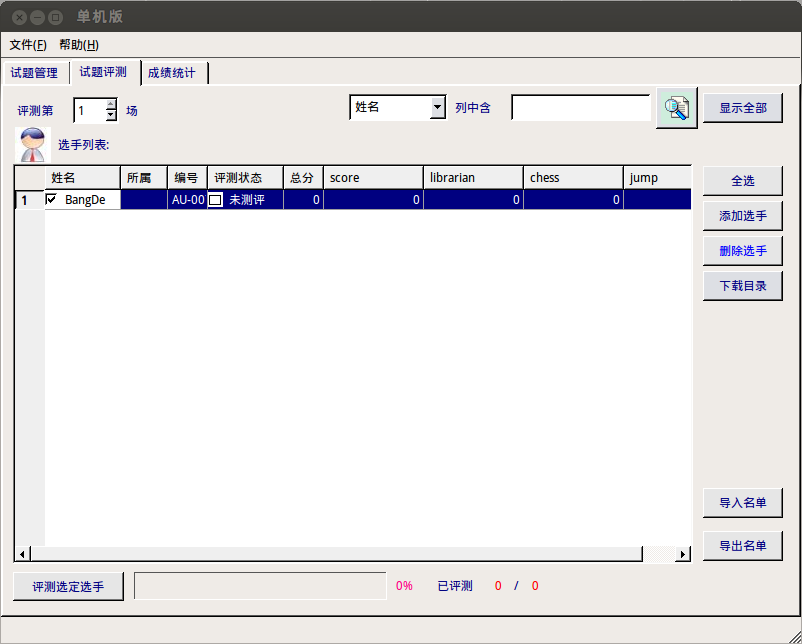 单机版
文件(F) 帮助(H)
试题管理 试题评测 成绩统计
评测第 1 场 姓名 列中含 显示全部
选手列表:
姓名 所属 编号 评测状态 总分 score librarian chess jump
1 BangDe AU-00 未测评 0 0 0 0
全选
添加选手
删除选手
下载目录
导入名单
导出名单
评测选定选手 0% 已评测 0 / 0